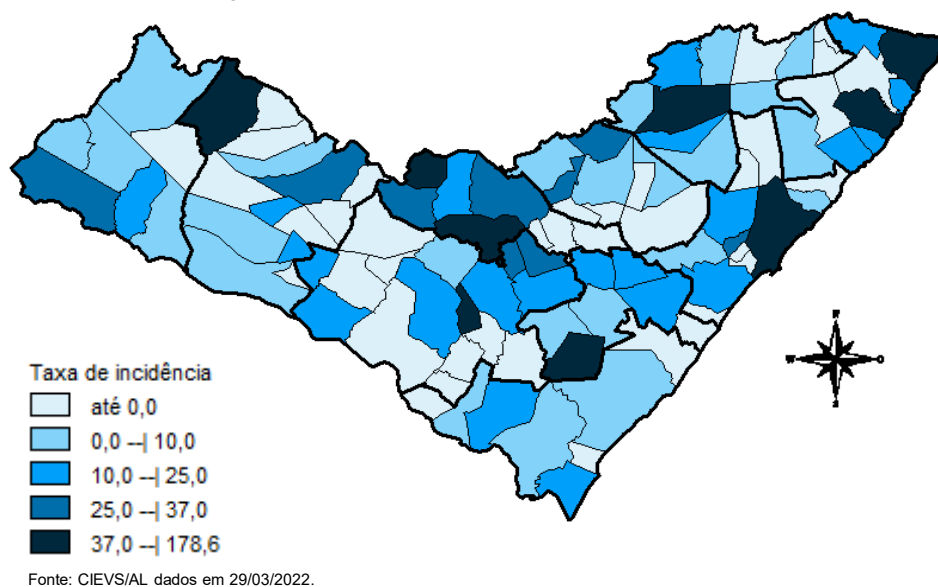 Taxa de incidência
até 0,0
0,0 --| 10,0
10,0 --| 25,0
25,0 --| 37,0
37,0 --| 178,6
Fonte: CIEVS/AL dados em 29/03/2022.
W
S